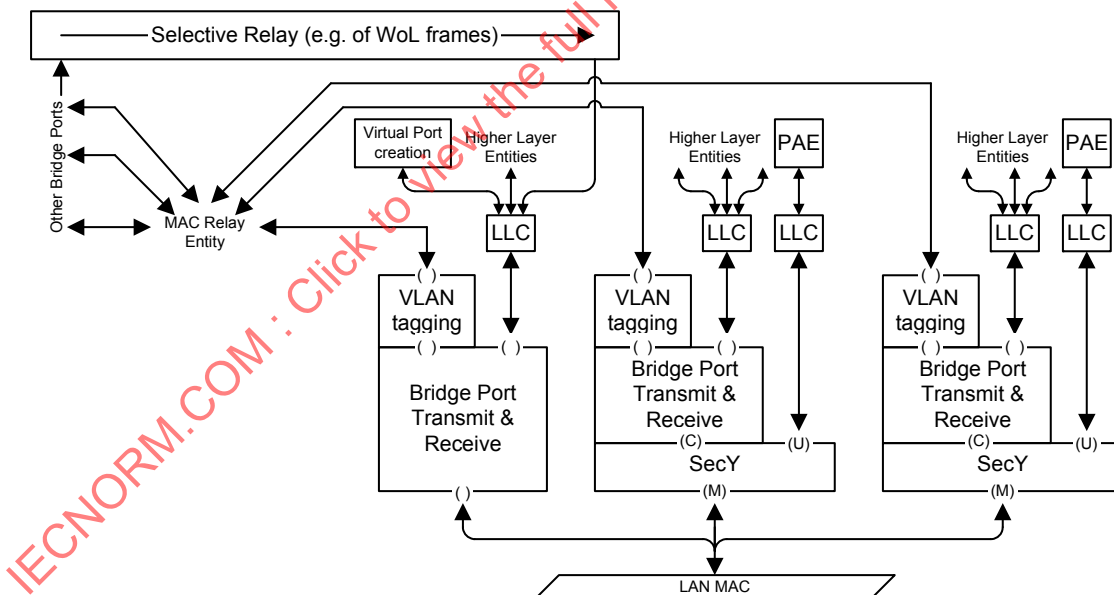 Selective Relay (e.g. of WoL frames)
Other Bridge Ports
MAC Relay
Entity
Virtual Port
creation
Higher Layer
Entities
LLC
Higher Layer
Entities
PAE
LLC
LLC
Higher Layer
Entities
PAE
LLC
LLC
( )
VLAN
tagging
( )
( )
Bridge Port
Transmit &
Receive
( )
( )
VLAN
tagging
( )
( )
Bridge Port
Transmit &
Receive
(C)
(U)
SecY
(M)
( )
VLAN
tagging
( )
( )
Bridge Port
Transmit &
Receive
(C)
(U)
SecY
(M)
LAN MAC
IECNORM.COM : Click to view the full